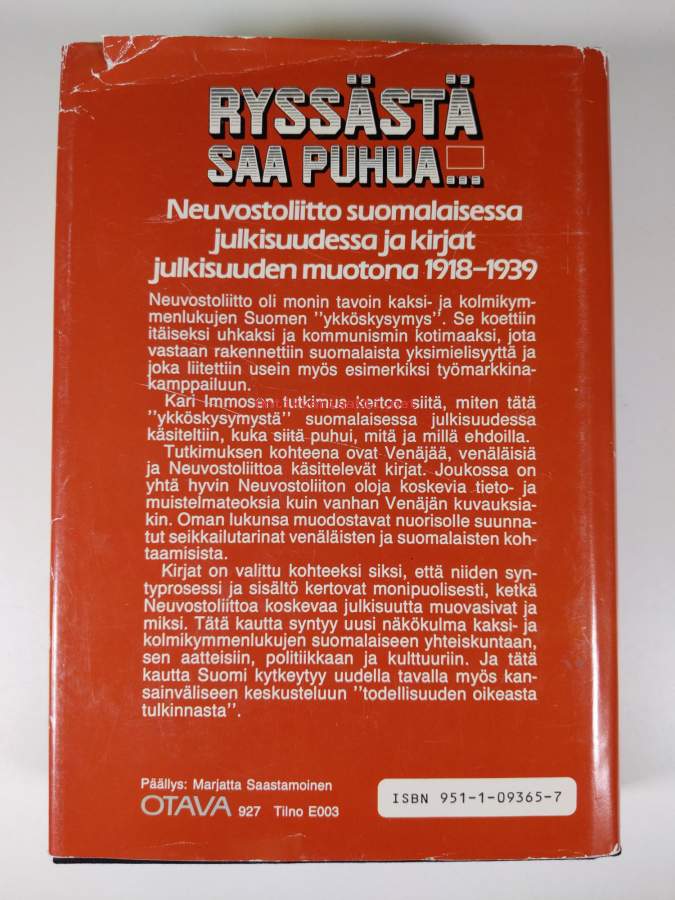 RYSSÄSTÄ
SAA PUHUA...
Neuvostoliitto suomalaisessa
julkisuudessa ja kirjat
julkisuuden muotona 1918–1939
Neuvostoliitto oli monin tavoin kaksi- ja kolmikym-
menlukujen Suomen "ykköskysymys". Se koettiin
itäiseksi uhkaksi ja kommunismin kotimaaksi, jota
vastaan rakennettiin suomalaista yksimielisyyttä ja
joka liitettiin usein myös esimerkiksi työmarkkina-
kamppailuun.
Kari Immosen tutkimus kertoo siitä, miten tätä
"ykköskysymystä" suomalaisessa julkisuudessa
käsiteltiin, kuka siitä puhui, mitä ja millä ehdoilla.
Tutkimuksen kohteena ovat Venäjää, venäläisiä
ja Neuvostoliittoa käsittelevät kirjat. Joukossa on
yhtä hyvin Neuvostoliiton oloja koskevia tieto- ja
muistelmateoksia kuin vanhan Venäjän kuvauksia-
kin. Oman lukunsa muodostavat nuorisolle suunna-
tut seikkailutarinat venäläisten ja suomalaisten koh-
taamisista.
Kirjat on valittu kohteeksi siksi, että niiden syn-
typrosessi ja sisältö kertovat monipuolisesti, ketkä
Neuvostoliittoa koskevaa julkisuutta muovasivat ja
miksi. Tätä kautta syntyy uusi näkökulma kaksi- ja
kolmikymmenlukujen suomalaiseen yhteiskuntaan,
sen aatteisiin, politiikkaan ja kulttuuriin. Ja tätä
kautta Suomi kytkeytyy uudella tavalla myös kan-
sainväliseen keskusteluun "todellisuuden oikeasta
tulkinnasta".
Päällys: Marjatta Saastamoinen
OTAVA 927 Tilno E003
ISBN 951-1-09365-7